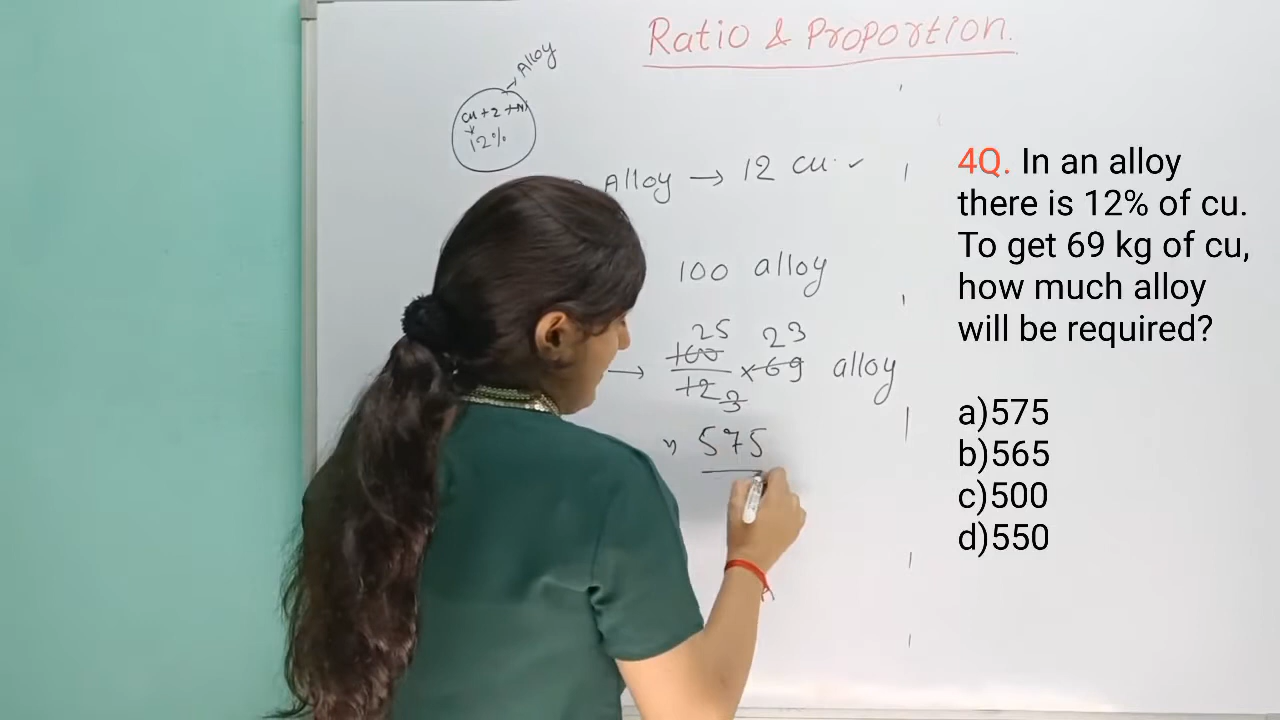 Ratio & Proportion.
Alloy
Cu + Z + Ni
12%
Alloy → 12 Cu. ✓
100 alloy
25 23
→ 100/12 × 69 alloy
3
575
4Q. In an alloy
there is 12% of cu.
To get 69 kg of cu,
how much alloy
will be required?
a)575
b)565
c)500
d)550